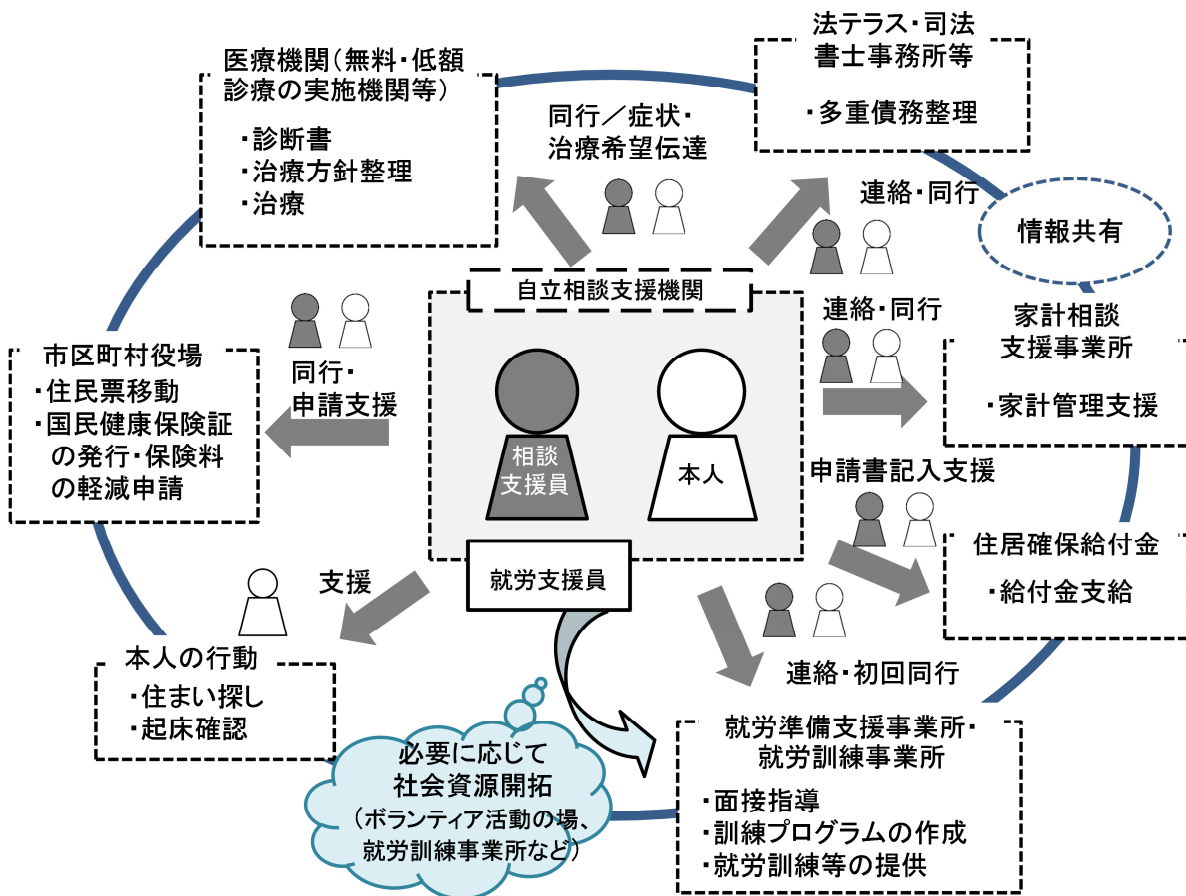 医療機関(無料・低額
診療の実施機関等)
・診断書
・治療方針整理
・治療
同行／症状・
治療希望伝達
法テラス・司法
書士事務所等
・多重債務整理
連絡・同行
情報共有
自立相談支援機関
相談
支援員
本人
就労支援員
連絡・同行
家計相談
支援事業所
・家計管理支援
市区町村役場
・住民票移動
・国民健康保険証
の発行・保険料
の軽減申請
同行・
申請支援
申請書記入支援
住居確保給付金
・給付金支給
支援
本人の行動
・住まい探し
・起床確認
連絡・初回同行
就労準備支援事業所・
就労訓練事業所
・面接指導
・訓練プログラムの作成
・就労訓練等の提供
必要に応じて
社会資源開拓
(ボランティア活動の場、
就労訓練事業所など)